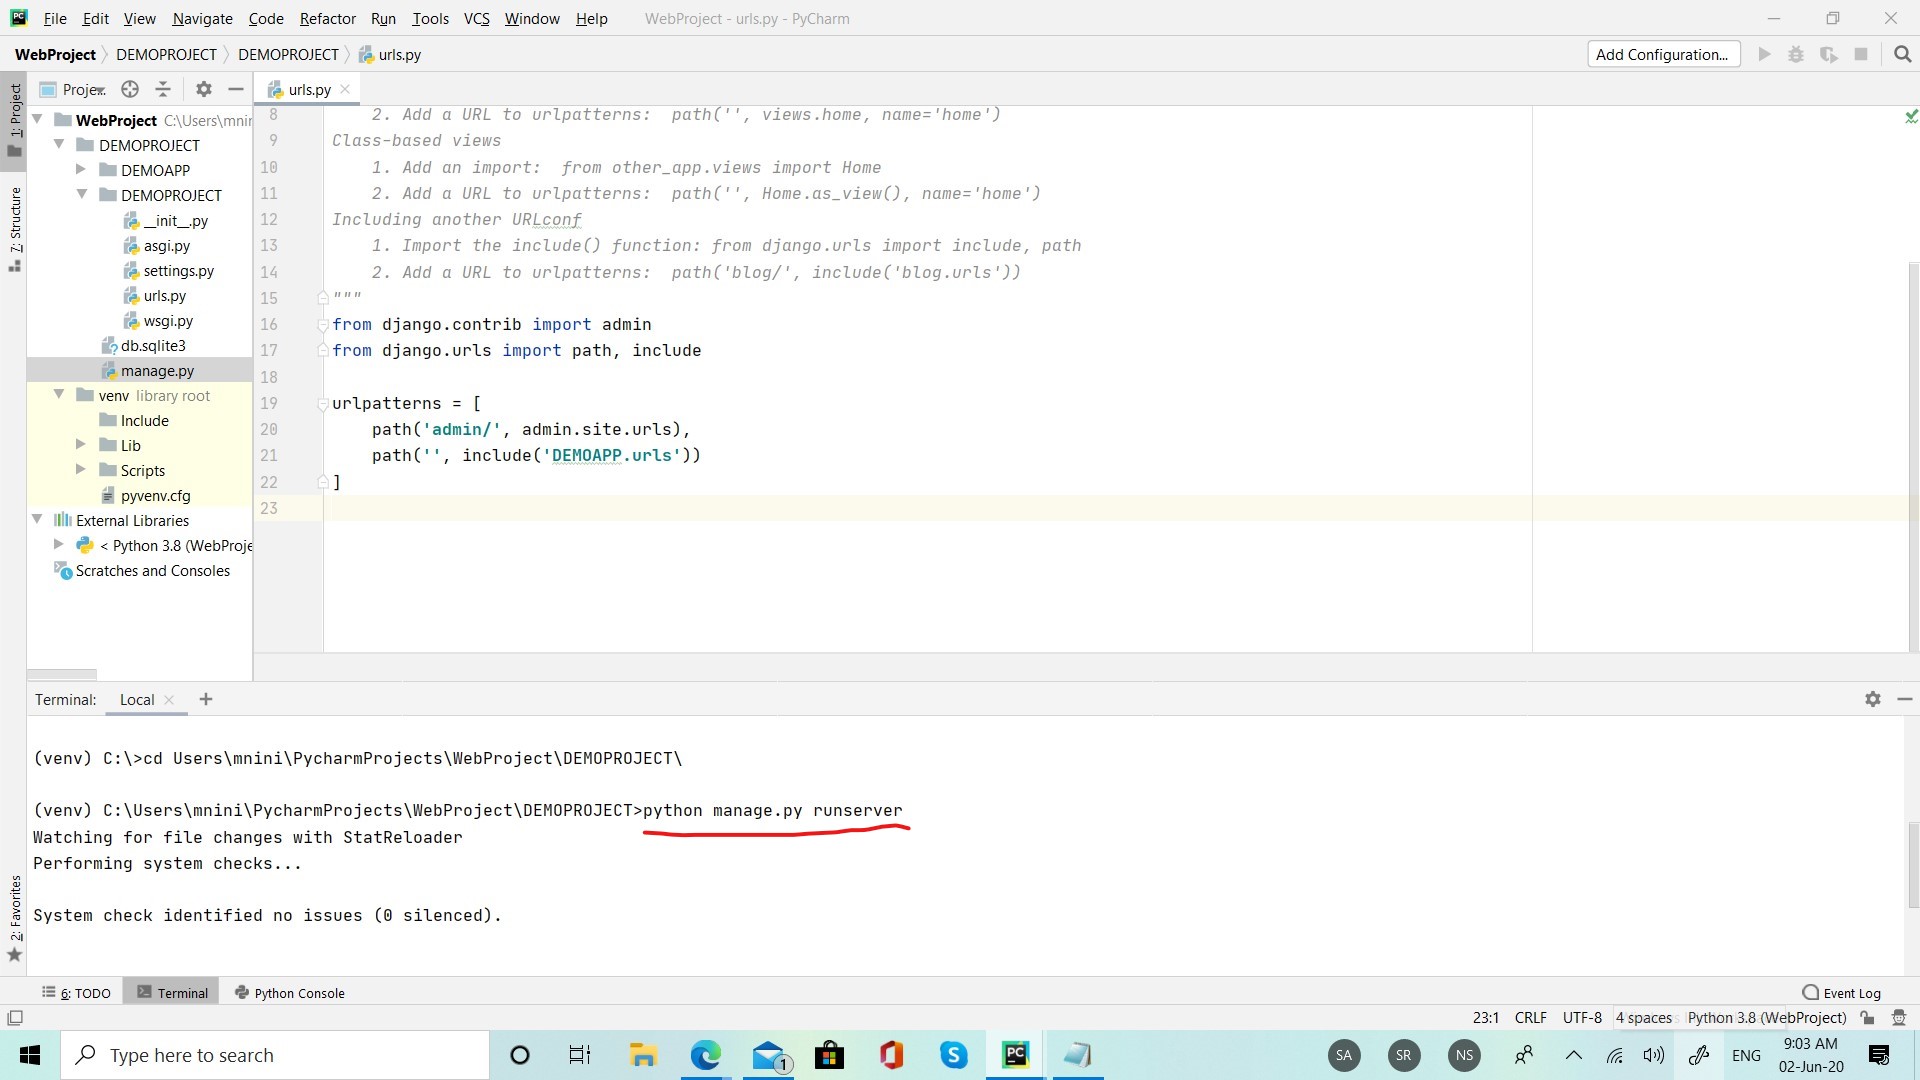 File Edit View Navigate Code Refactor Run Tools VCS Window Help WebProject - urls.py - PyCharm
WebProject DEMOPROJECT DEMOPROJECT urls.py Add Configuration...
1: Project
7: Structure
2: Favorites
Projec
WebProject C:\Users\mnir
DEMOPROJECT
DEMOAPP
DEMOPROJECT
__init__.py
asgi.py
settings.py
urls.py
wsgi.py
db.sqlite3
manage.py
venv library root
Include
Lib
Scripts
pyvenv.cfg
External Libraries
< Python 3.8 (WebProje
Scratches and Consoles
urls.py
8 2. Add a URL to urlpatterns:  path('', views.home, name='home')
9 Class-based views
10 1. Add an import:  from other_app.views import Home
11 2. Add a URL to urlpatterns:  path('', Home.as_view(), name='home')
12 Including another URLconf
13 1. Import the include() function: from django.urls import include, path
14 2. Add a URL to urlpatterns:  path('blog/', include('blog.urls'))
15 """
16 from django.contrib import admin
17 from django.urls import path, include
18
19 urlpatterns = [
20 path('admin/', admin.site.urls),
21 path('', include('DEMOAPP.urls'))
22 ]
23
Terminal: Local +
(venv) C:\>cd Users\mnini\PycharmProjects\WebProject\DEMOPROJECT\
(venv) C:\Users\mnini\PycharmProjects\WebProject\DEMOPROJECT>python manage.py runserver
Watching for file changes with StatReloader
Performing system checks...
System check identified no issues (0 silenced).
6: TODO Terminal Python Console Event Log
23:1 CRLF UTF-8 4 spaces Python 3.8 (WebProject)
Type here to search
1
PC
SA SR NS ENG 9:03 AM
02-Jun-20